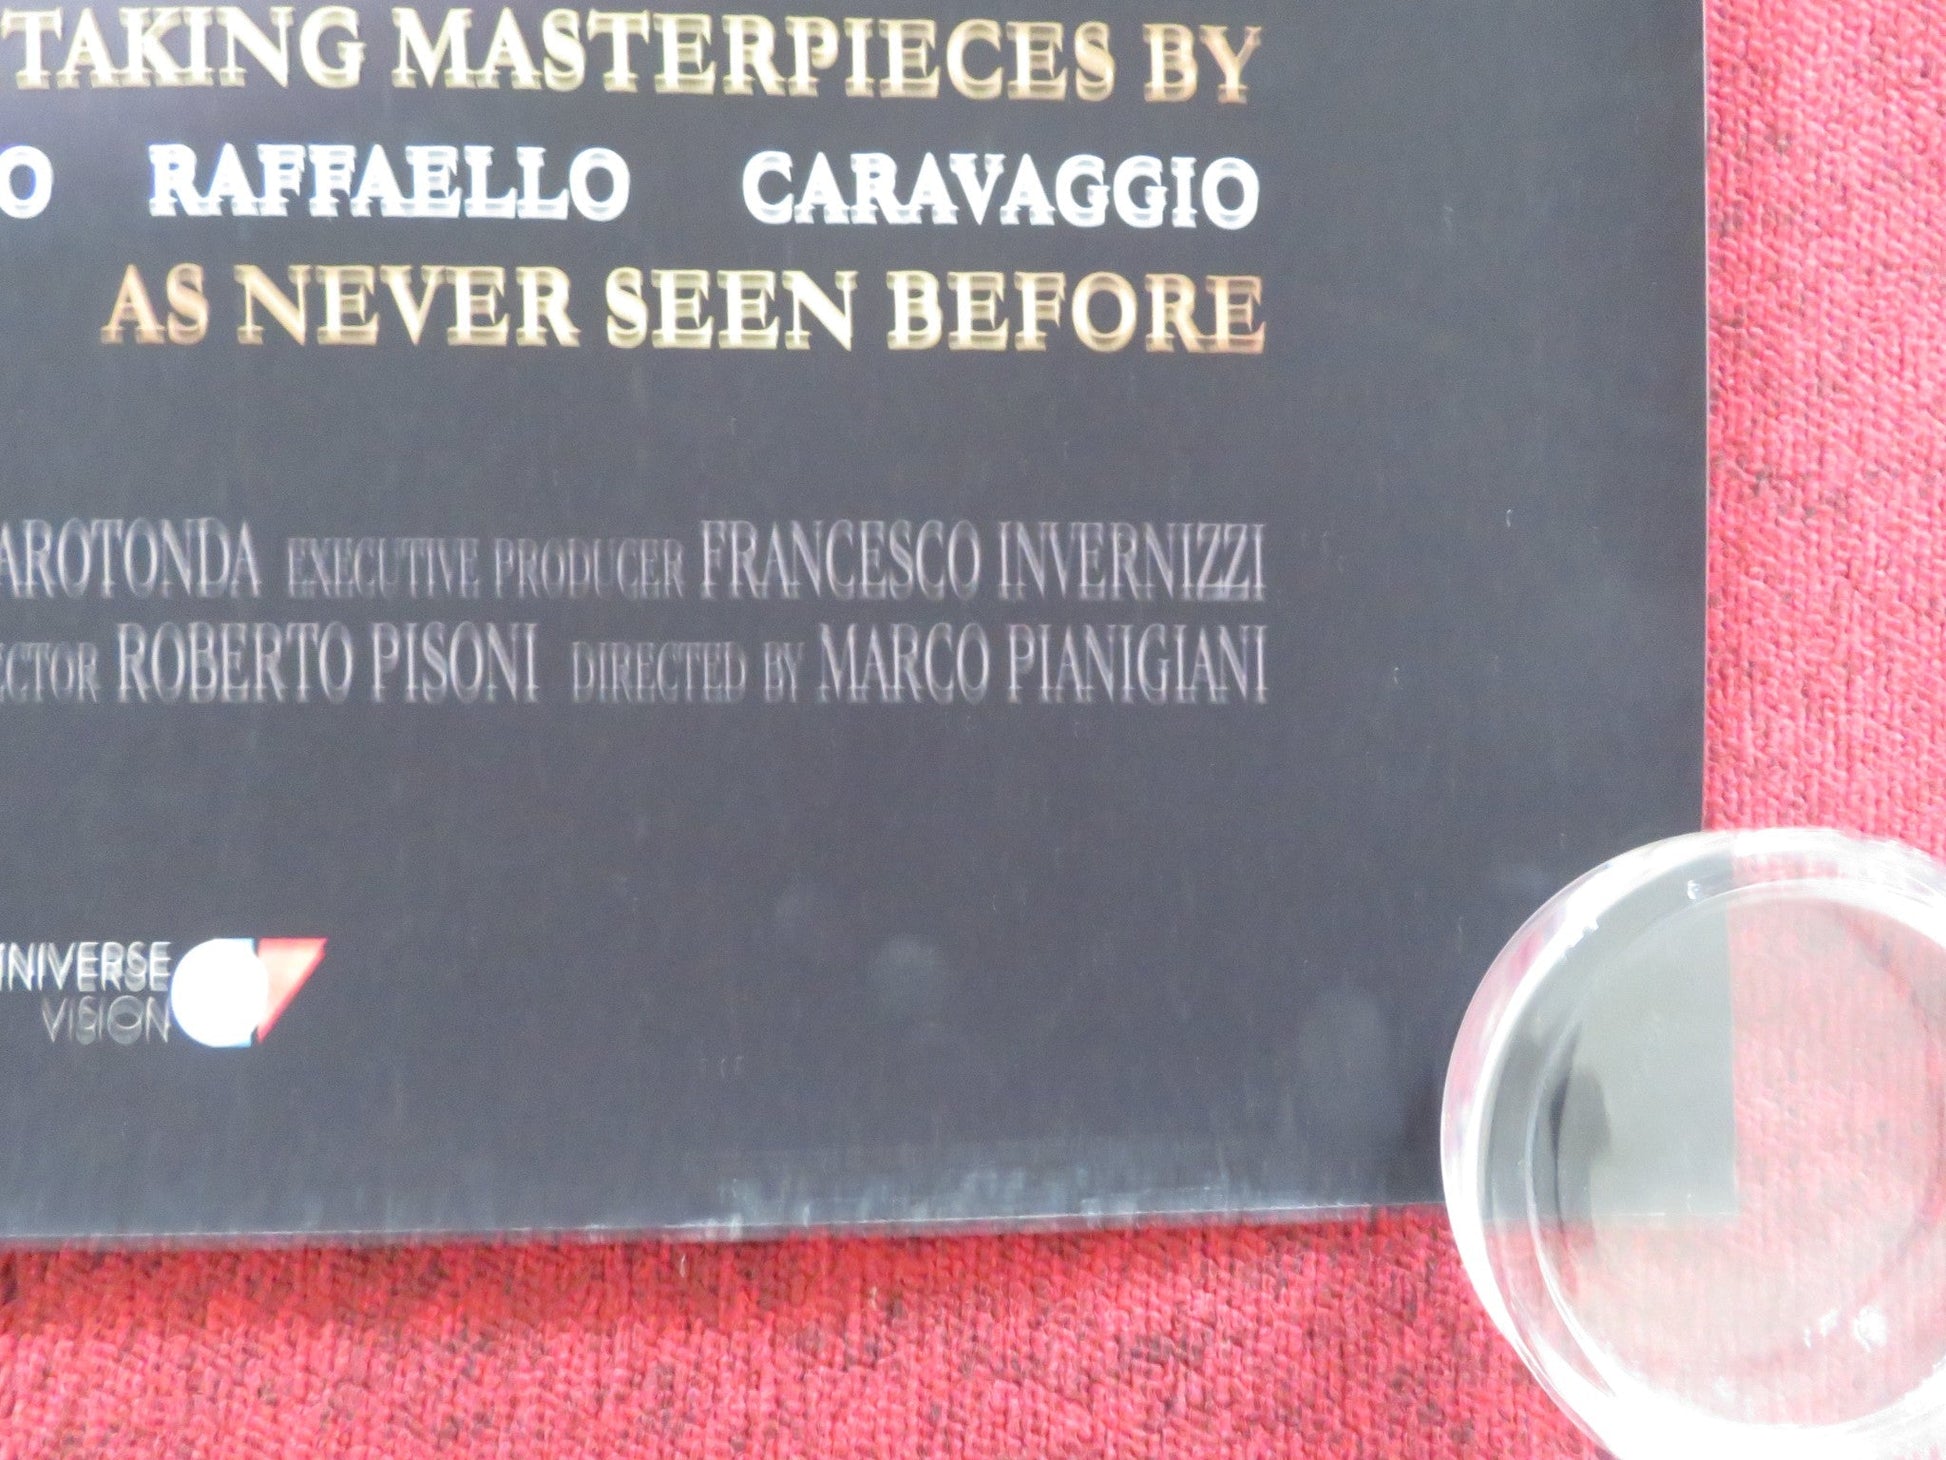 TAKING MASTERPIECES BY
O RAFFAELLO CARAVAGGIO
AS NEVER SEEN BEFORE
AROTONDA EXECUTIVE PRODUCER FRANCESCO INVERNIZZI
ECTOR ROBERTO PISONI DIRECTED BY MARCO PIANIGIANI
NIVERSE
VISION